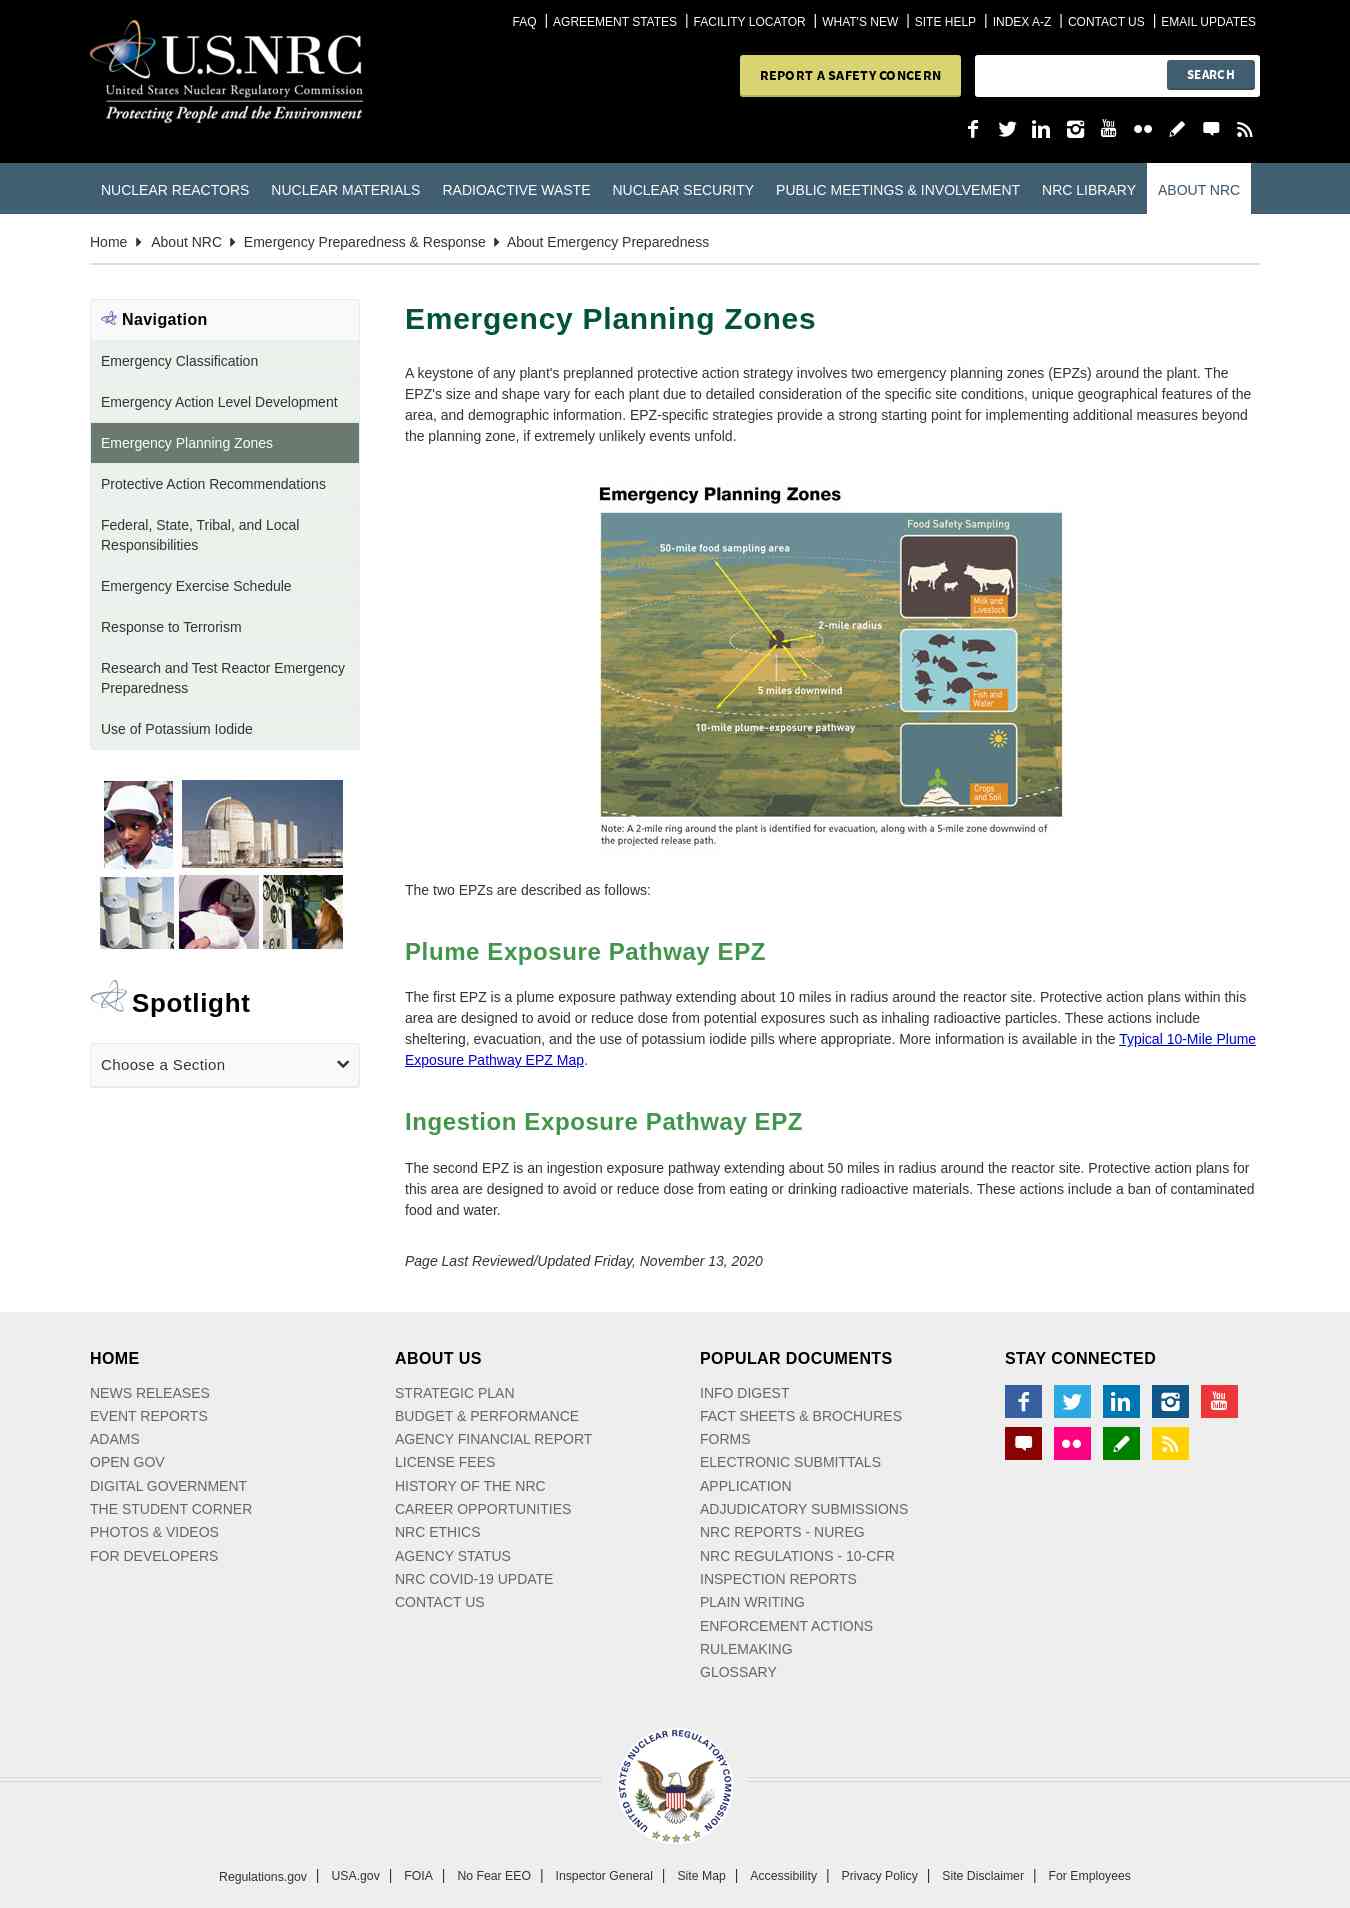 FAQ | AGREEMENT STATES | FACILITY LOCATOR | WHAT'S NEW | SITE HELP | INDEX A-Z | CONTACT US | EMAIL UPDATES
U.S.NRC
United States Nuclear Regulatory Commission
Protecting People and the Environment
REPORT A SAFETY CONCERN
SEARCH
You
Tube
NUCLEAR REACTORS NUCLEAR MATERIALS RADIOACTIVE WASTE NUCLEAR SECURITY PUBLIC MEETINGS & INVOLVEMENT NRC LIBRARY ABOUT NRC
Home About NRC Emergency Preparedness & Response About Emergency Preparedness
Navigation
Emergency Classification
Emergency Action Level Development
Emergency Planning Zones
Protective Action Recommendations
Federal, State, Tribal, and Local
Responsibilities
Emergency Exercise Schedule
Response to Terrorism
Research and Test Reactor Emergency
Preparedness
Use of Potassium Iodide
Spotlight
Choose a Section
Emergency Planning Zones
A keystone of any plant's preplanned protective action strategy involves two emergency planning zones (EPZs) around the plant. The
EPZ's size and shape vary for each plant due to detailed consideration of the specific site conditions, unique geographical features of the
area, and demographic information. EPZ-specific strategies provide a strong starting point for implementing additional measures beyond
the planning zone, if extremely unlikely events unfold.
Emergency Planning Zones
Food Safety Sampling
50-mile food sampling area
Milk and
Livestock
2-mile radius
5 miles downwind
Fish and
Water
10-mile plume-exposure pathway
Crops
and Soil
Note: A 2-mile ring around the plant is identified for evacuation, along with a 5-mile zone downwind of
the projected release path.
The two EPZs are described as follows:
Plume Exposure Pathway EPZ
The first EPZ is a plume exposure pathway extending about 10 miles in radius around the reactor site. Protective action plans within this
area are designed to avoid or reduce dose from potential exposures such as inhaling radioactive particles. These actions include
sheltering, evacuation, and the use of potassium iodide pills where appropriate. More information is available in the Typical 10-Mile Plume
Exposure Pathway EPZ Map.
Ingestion Exposure Pathway EPZ
The second EPZ is an ingestion exposure pathway extending about 50 miles in radius around the reactor site. Protective action plans for
this area are designed to avoid or reduce dose from eating or drinking radioactive materials. These actions include a ban of contaminated
food and water.
Page Last Reviewed/Updated Friday, November 13, 2020
HOME
NEWS RELEASES
EVENT REPORTS
ADAMS
OPEN GOV
DIGITAL GOVERNMENT
THE STUDENT CORNER
PHOTOS & VIDEOS
FOR DEVELOPERS
ABOUT US
STRATEGIC PLAN
BUDGET & PERFORMANCE
AGENCY FINANCIAL REPORT
LICENSE FEES
HISTORY OF THE NRC
CAREER OPPORTUNITIES
NRC ETHICS
AGENCY STATUS
NRC COVID-19 UPDATE
CONTACT US
POPULAR DOCUMENTS
INFO DIGEST
FACT SHEETS & BROCHURES
FORMS
ELECTRONIC SUBMITTALS
APPLICATION
ADJUDICATORY SUBMISSIONS
NRC REPORTS - NUREG
NRC REGULATIONS - 10-CFR
INSPECTION REPORTS
PLAIN WRITING
ENFORCEMENT ACTIONS
RULEMAKING
GLOSSARY
STAY CONNECTED
You
Tube
UNITED STATES NUCLEAR REGULATORY COMMISSION
Regulations.gov | USA.gov | FOIA | No Fear EEO | Inspector General | Site Map | Accessibility | Privacy Policy | Site Disclaimer | For Employees